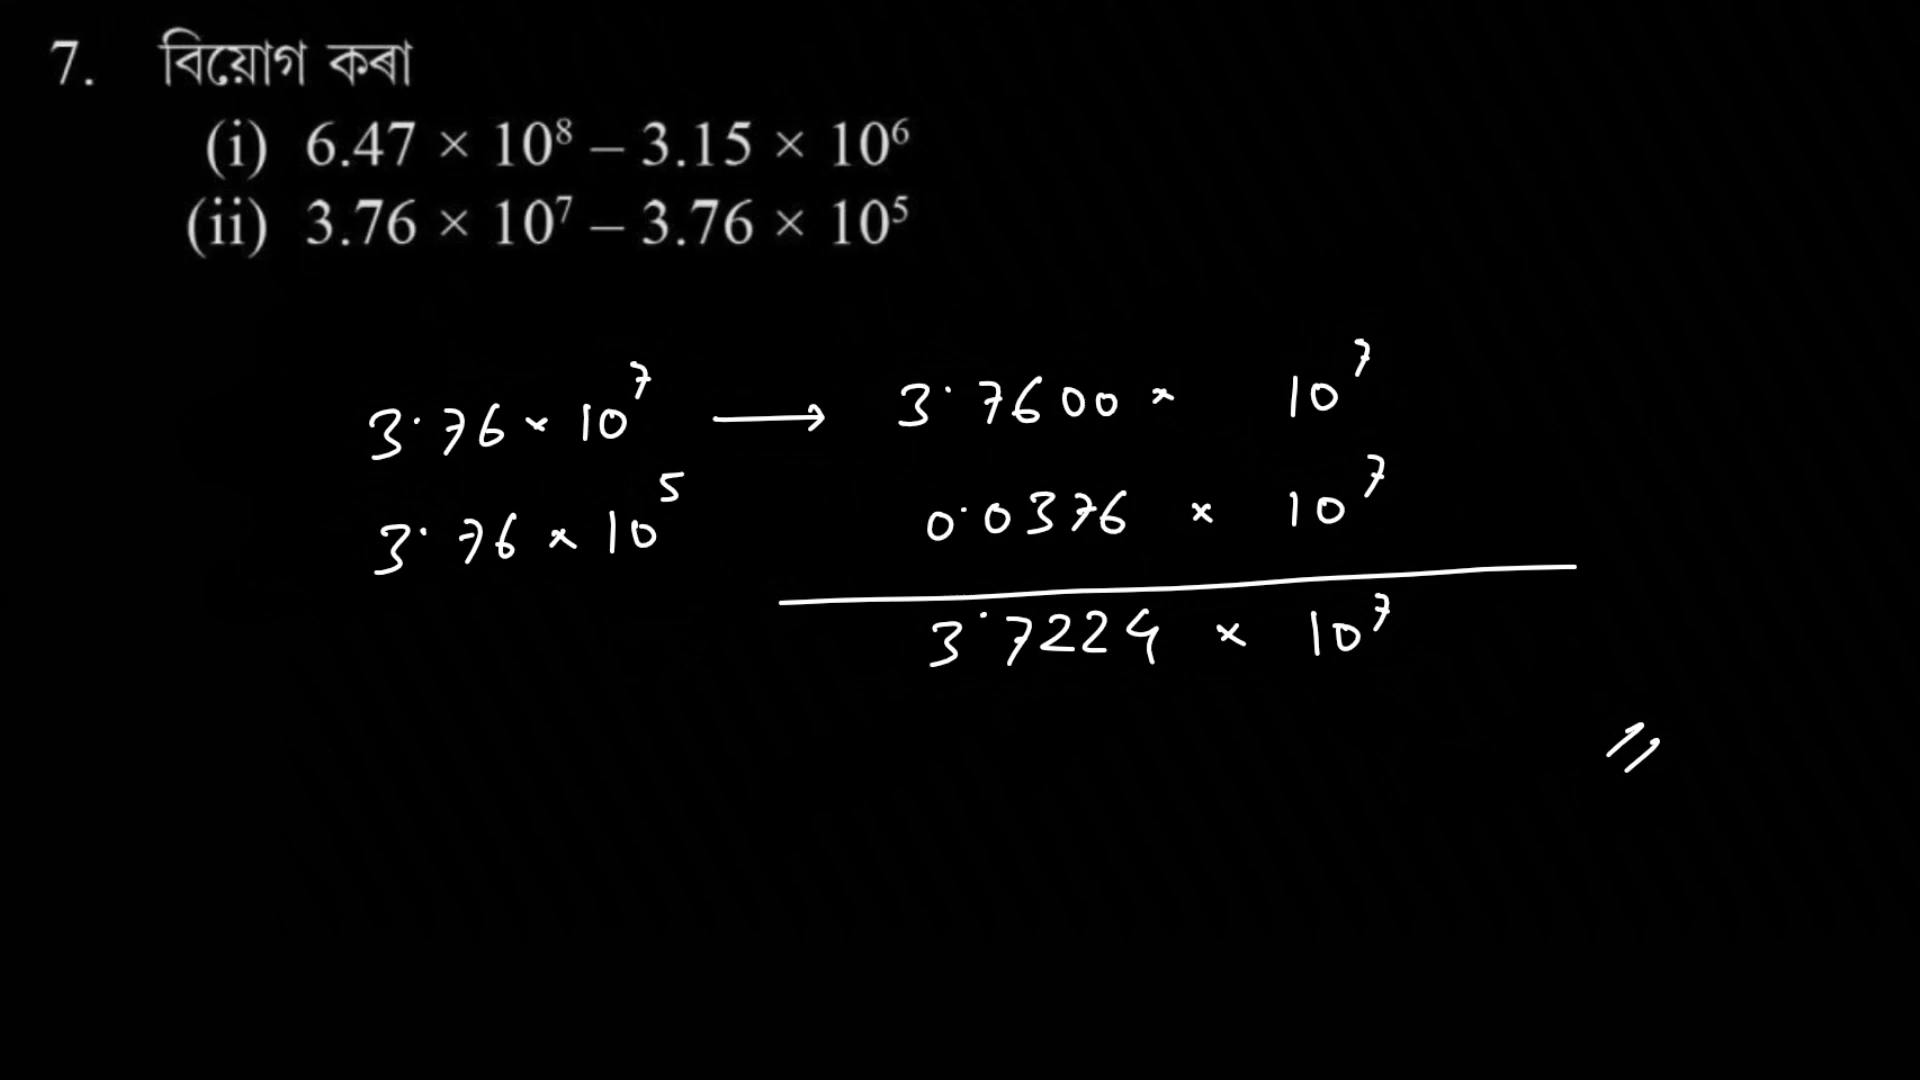 7. বিয়োগ কৰা
(i) 6.47 × 10⁸ – 3.15 × 10⁶
(ii) 3.76 × 10⁷ – 3.76 × 10⁵
3.76 × 10⁷ → 3.7600 × 10⁷
3.76 × 10⁵ 0.0376 × 10⁷
3.7224 × 10⁷